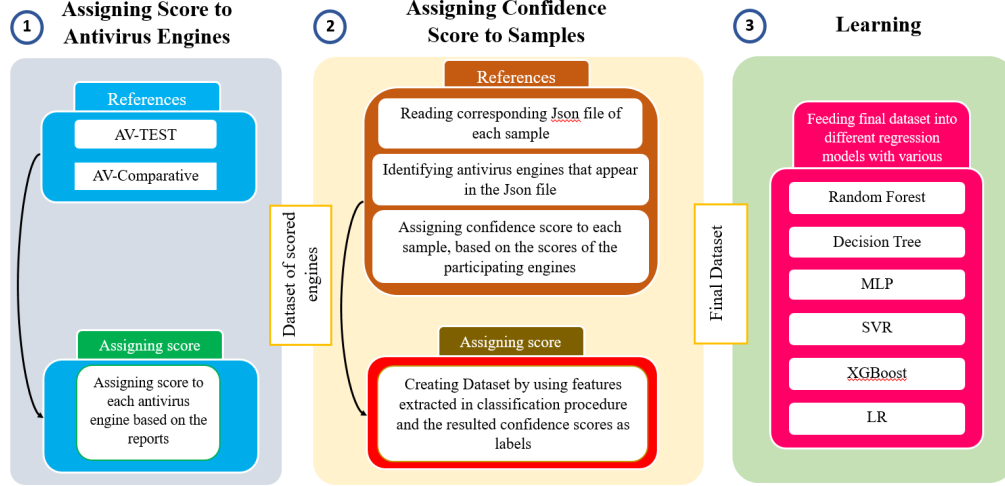 1
Assigning Score to
Antivirus Engines
References
AV-TEST
AV-Comparative
Assigning score
Assigning score to
each antivirus
engine based on the
reports
Dataset of scored
engines
2
Assigning Confidence
Score to Samples
References
Reading corresponding Json file of
each sample
Identifying antivirus engines that appear
in the Json file
Assigning confidence score to each
sample, based on the scores of the
participating engines
Assigning score
Creating Dataset by using features
extracted in classification procedure
and the resulted confidence scores as
labels
Final Dataset
3
Learning
Feeding final dataset into
different regression
models with various
Random Forest
Decision Tree
MLP
SVR
XGBoost
LR